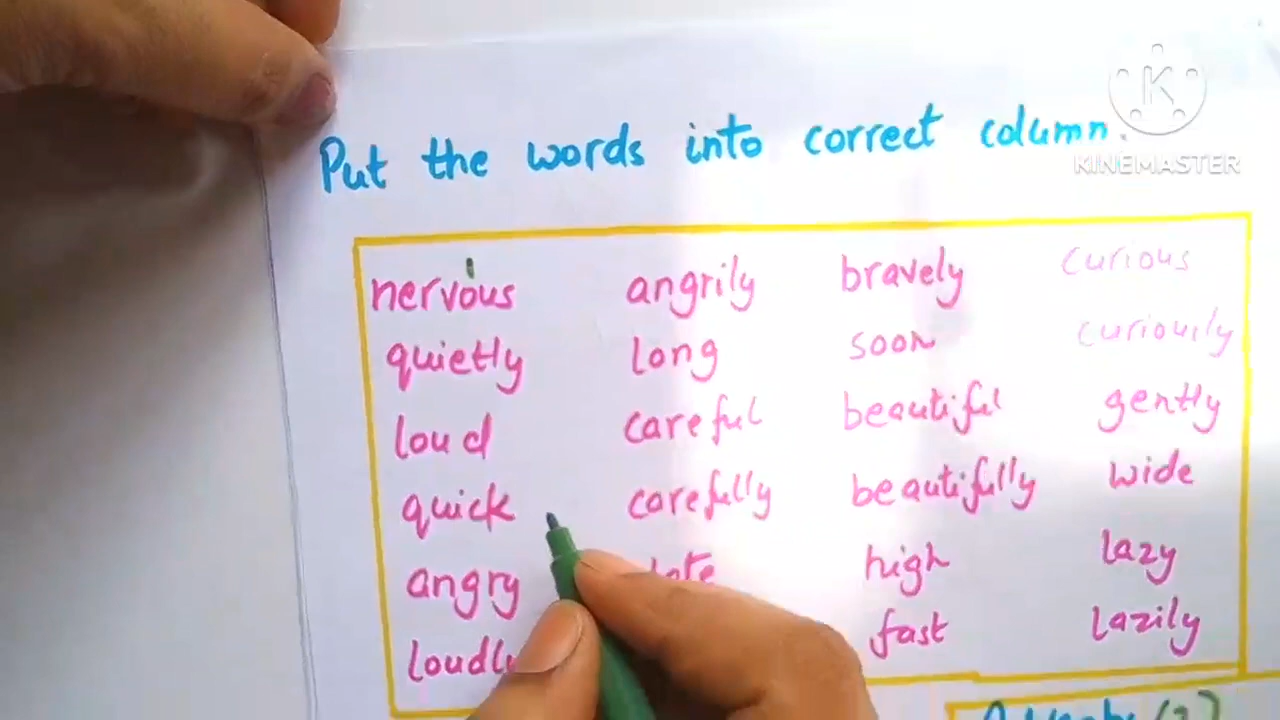 Put the words into correct column.
KINEMASTER
nervous angrily bravely curious
quietly long soon curiously
loud careful beautiful gently
quick carefully beautifully wide
angry high lazy
loudly fast lazily